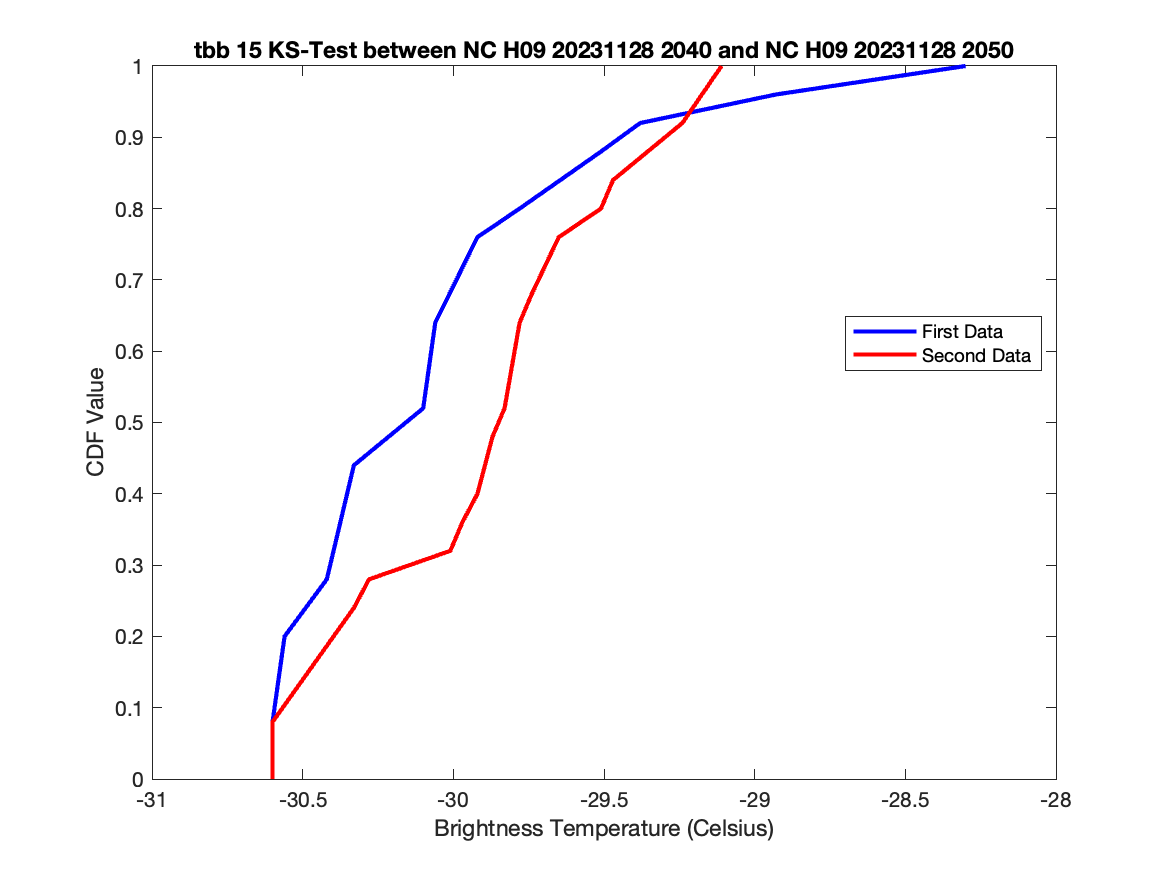 tbb 15 KS-Test between NC H09 20231128 2040 and NC H09 20231128 2050
1
0.9
0.8
0.7
0.6
0.5
0.4
0.3
0.2
0.1
0
CDF Value
First Data
Second Data
-31 -30.5 -30 -29.5 -29 -28.5 -28
Brightness Temperature (Celsius)